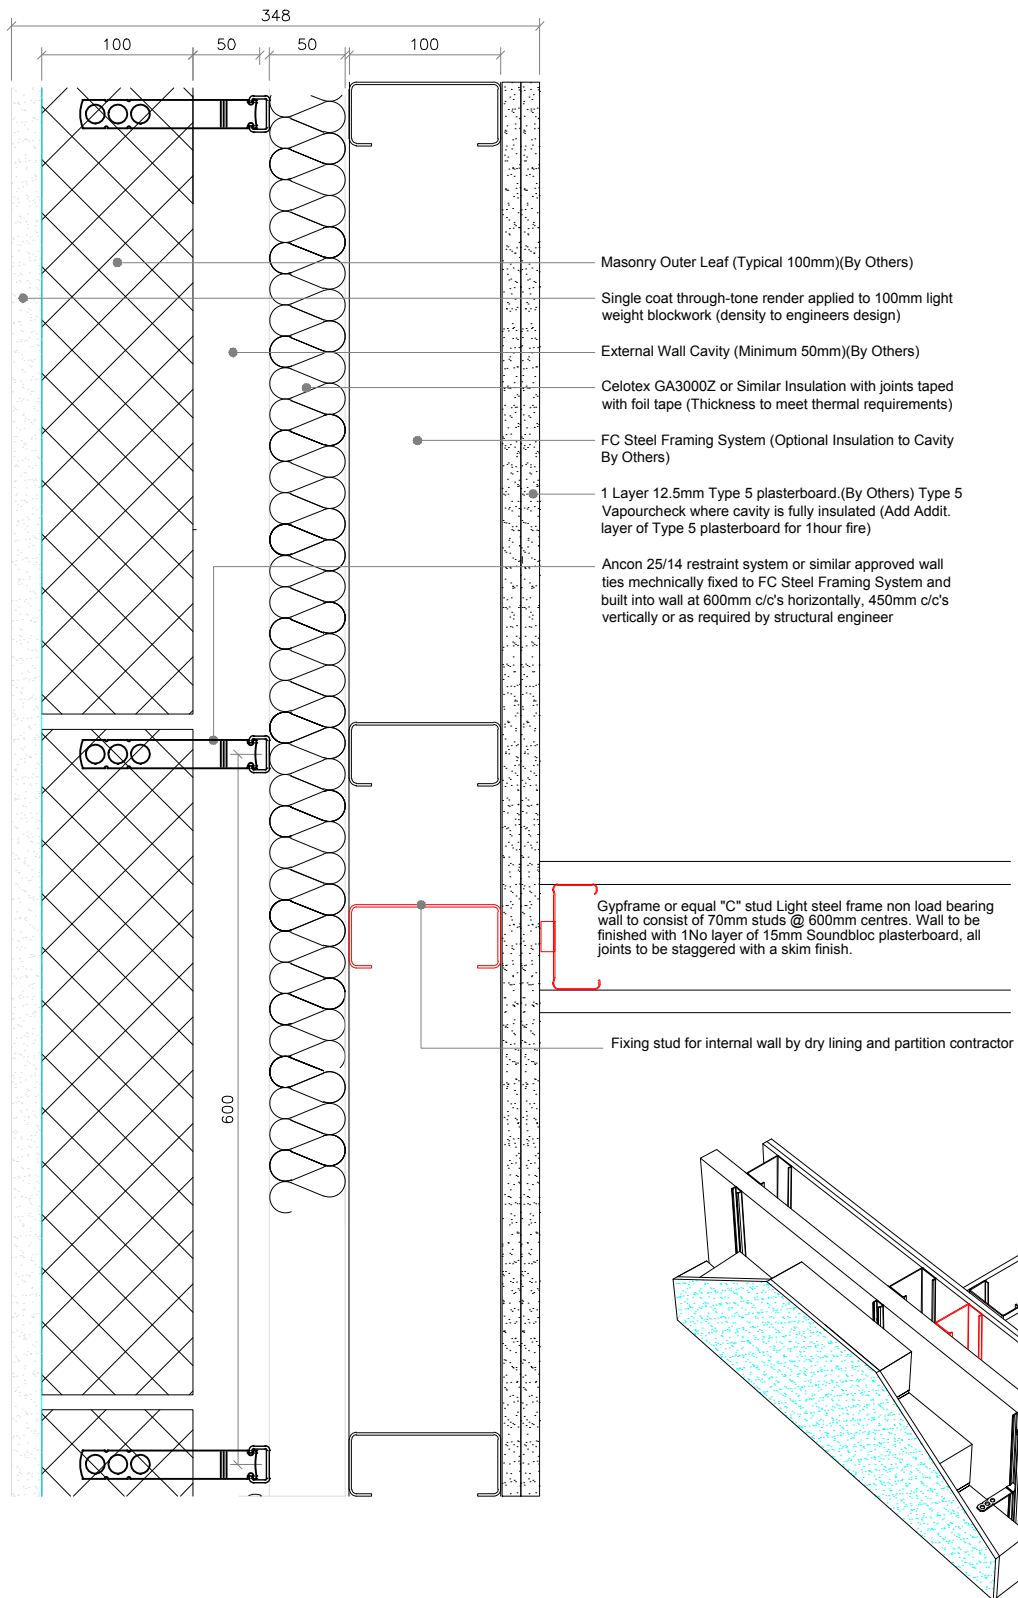 348
100
50
50
100
Masonry Outer Leaf (Typical 100mm)(By Others)
Single coat through-tone render applied to 100mm light
weight blockwork (density to engineers design)
External Wall Cavity (Minimum 50mm)(By Others)
Celotex GA3000Z or Similar Insulation with joints taped
with foil tape (Thickness to meet thermal requirements)
FC Steel Framing System (Optional Insulation to Cavity
By Others)
1 Layer 12.5mm Type 5 plasterboard.(By Others) Type 5
Vapourcheck where cavity is fully insulated (Add Addit.
layer of Type 5 plasterboard for 1hour fire)
Ancon 25/14 restraint system or similar approved wall
ties mechnically fixed to FC Steel Framing System and
built into wall at 600mm c/c's horizontally, 450mm c/c's
vertically or as required by structural engineer
Gypframe or equal "C" stud Light steel frame non load bearing
wall to consist of 70mm studs @ 600mm centres. Wall to be
finished with 1No layer of 15mm Soundbloc plasterboard, all
joints to be staggered with a skim finish.
Fixing stud for internal wall by dry lining and partition contractor
600